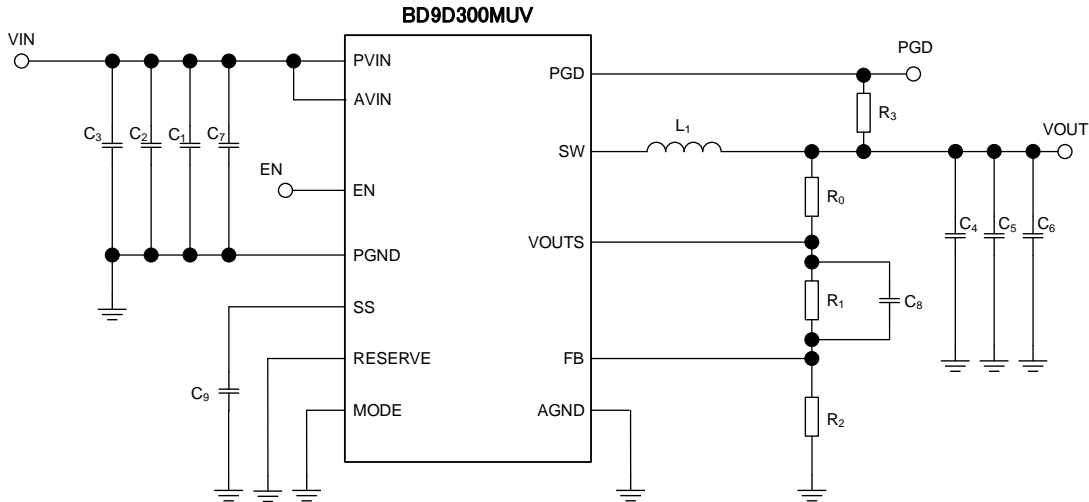 BD9D300MUV
VIN
PVIN
PGD
PGD
AVIN
R₃
C₃
C₂
C₁
C₇
L₁
VOUT
SW
EN
EN
R₀
C₄
C₅
C₆
VOUTS
PGND
R₁
C₈
SS
RESERVE
FB
C₉
MODE
AGND
R₂